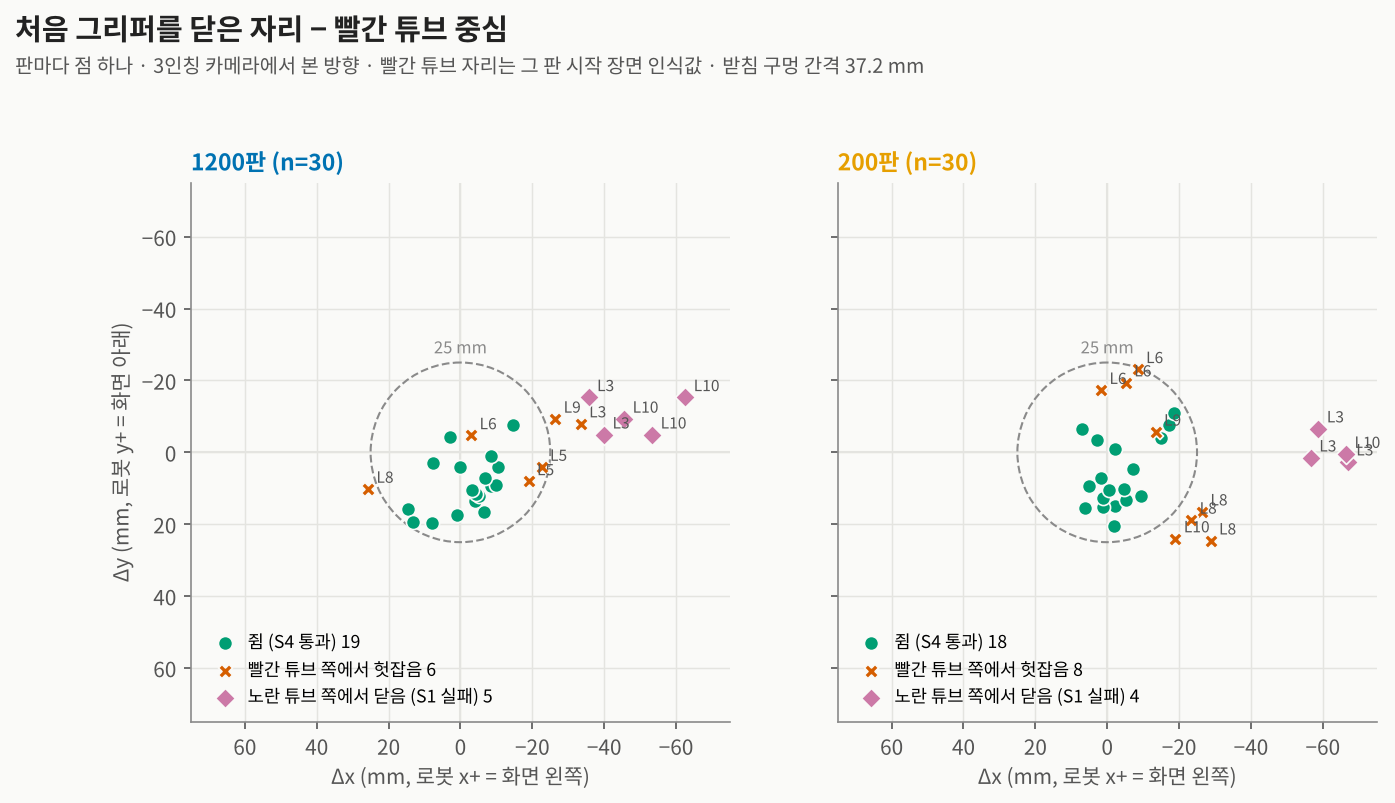 처음 그리퍼를 닫은 자리 − 빨간 튜브 중심
판마다 점 하나 · 3인칭 카메라에서 본 방향 · 빨간 튜브 자리는 그 판 시작 장면 인식값 · 받침 구멍 간격 37.2 mm
1200판 (n=30)
−60
−40
−20
0
20
40
60
Δy (mm, 로봇 y+ = 화면 아래)
25 mm
L6
L8
L9
L3
L5
L5
L3
L3
L10
L10
L10
쥠 (S4 통과) 19
빨간 튜브 쪽에서 헛잡음 6
노란 튜브 쪽에서 닫음 (S1 실패) 5
60
40
20
0
−20
−40
−60
Δx (mm, 로봇 x+ = 화면 왼쪽)
200판 (n=30)
25 mm
L6
L6
L6
L9
L8
L8
L10
L8
L3
L3
L10
L3
쥠 (S4 통과) 18
빨간 튜브 쪽에서 헛잡음 8
노란 튜브 쪽에서 닫음 (S1 실패) 4
60
40
20
0
−20
−40
−60
Δx (mm, 로봇 x+ = 화면 왼쪽)